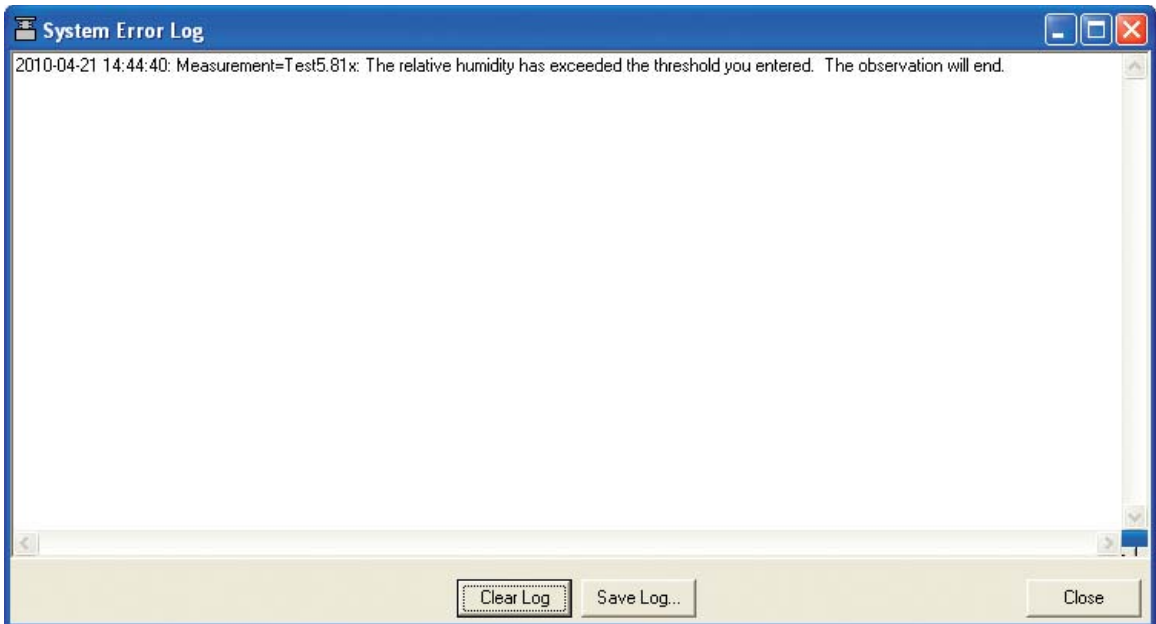 System Error Log
2010-04-21 14:44:40: Measurement=Test5.81x: The relative humidity has exceeded the threshold you entered.  The observation will end.
Clear Log
Save Log...
Close